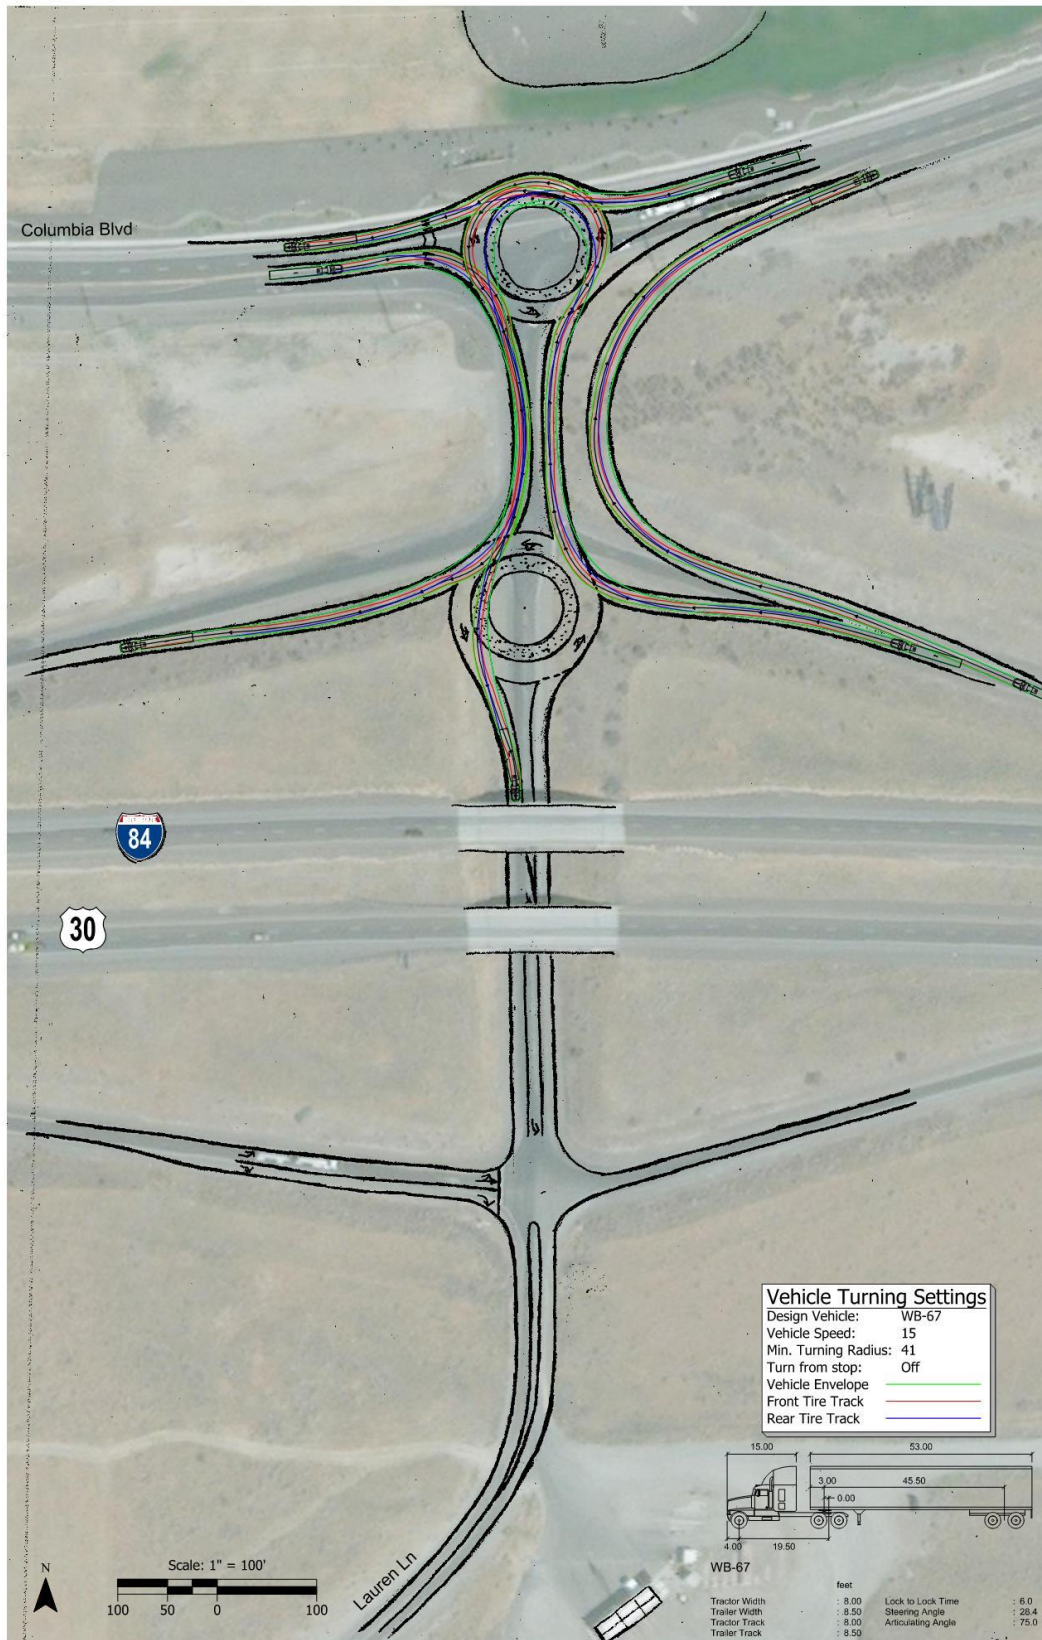 Columbia Blvd
84
30
Vehicle Turning Settings
Design Vehicle: WB-67
Vehicle Speed: 15
Min. Turning Radius: 41
Turn from stop: Off
Vehicle Envelope
Front Tire Track
Rear Tire Track
15.00 53.00
3.00 45.50
0.00
4.00 19.50
WB-67
feet
Tractor Width : 8.00 Lock to Lock Time : 6.0
Trailer Width : 8.50 Steering Angle : 28.4
Tractor Track : 8.00 Articulating Angle : 75.0
Trailer Track : 8.50
N
Scale: 1" = 100'
100 50 0 100
Lauren Ln